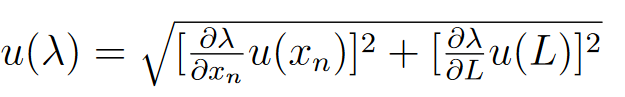 u(λ) = √([∂λ/∂xₙ u(xₙ)]² + [∂λ/∂L u(L)]²)